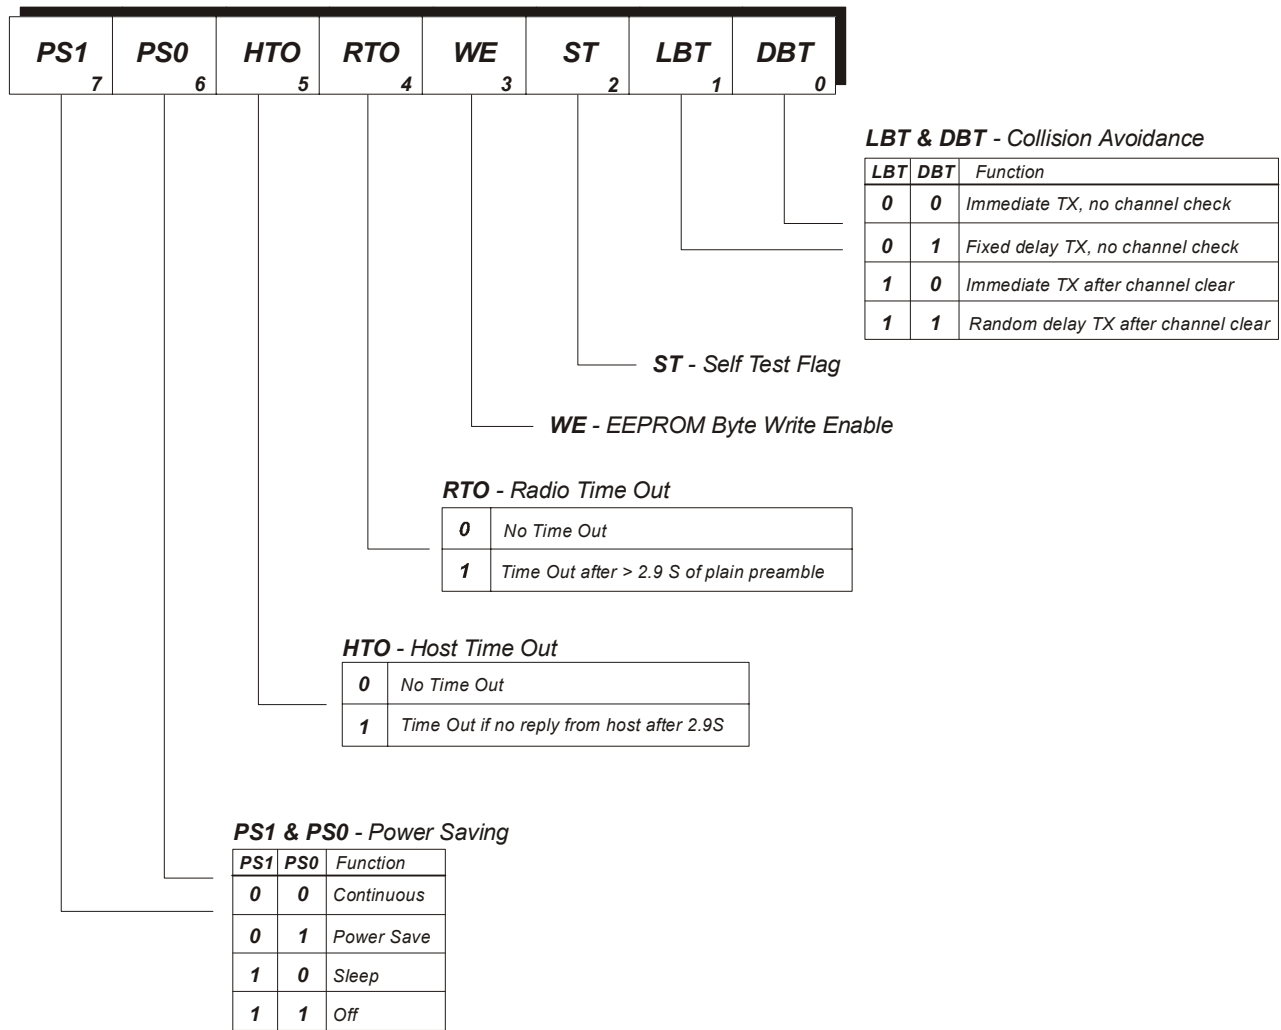 PS1 PS0 HTO RTO WE ST LBT DBT
7 6 5 4 3 2 1 0
LBT & DBT - Collision Avoidance
LBT DBT Function
0 0 Immediate TX, no channel check
0 1 Fixed delay TX, no channel check
1 0 Immediate TX after channel clear
1 1 Random delay TX after channel clear
ST - Self Test Flag
WE - EEPROM Byte Write Enable
RTO - Radio Time Out
0 No Time Out
1 Time Out after > 2.9 S of plain preamble
HTO - Host Time Out
0 No Time Out
1 Time Out if no reply from host after 2.9S
PS1 & PS0 - Power Saving
PS1 PS0 Function
0 0 Continuous
0 1 Power Save
1 0 Sleep
1 1 Off